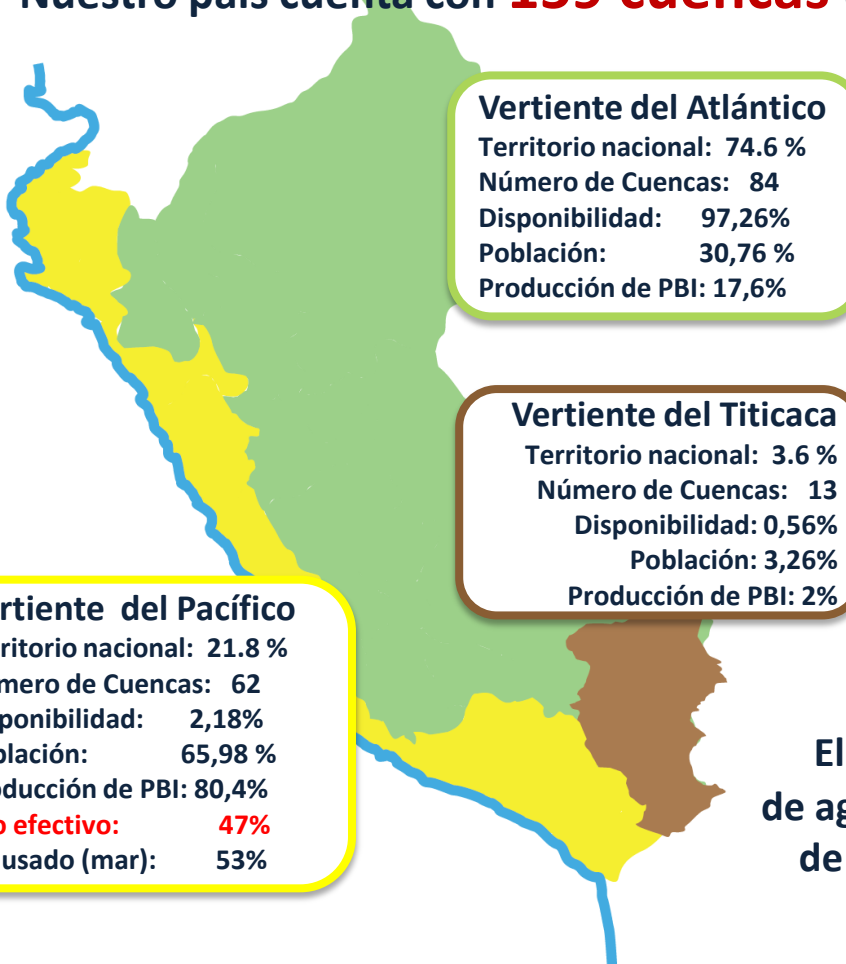 Nuestro país cuenta con 159 cuencas
Vertiente del Atlántico
Territorio nacional: 74.6 %
Número de Cuencas: 84
Disponibilidad: 97,26%
Población: 30,76 %
Producción de PBI: 17,6%
Vertiente del Titicaca
Territorio nacional: 3.6 %
Número de Cuencas: 13
Disponibilidad: 0,56%
Población: 3,26%
Producción de PBI: 2%
rtiente del Pacífico
ritorio nacional: 21.8 %
mero de Cuencas: 62
ponibilidad: 2,18%
blación: 65,98 %
oducción de PBI: 80,4%
o efectivo: 47%
usado (mar): 53%
El
de ag
de